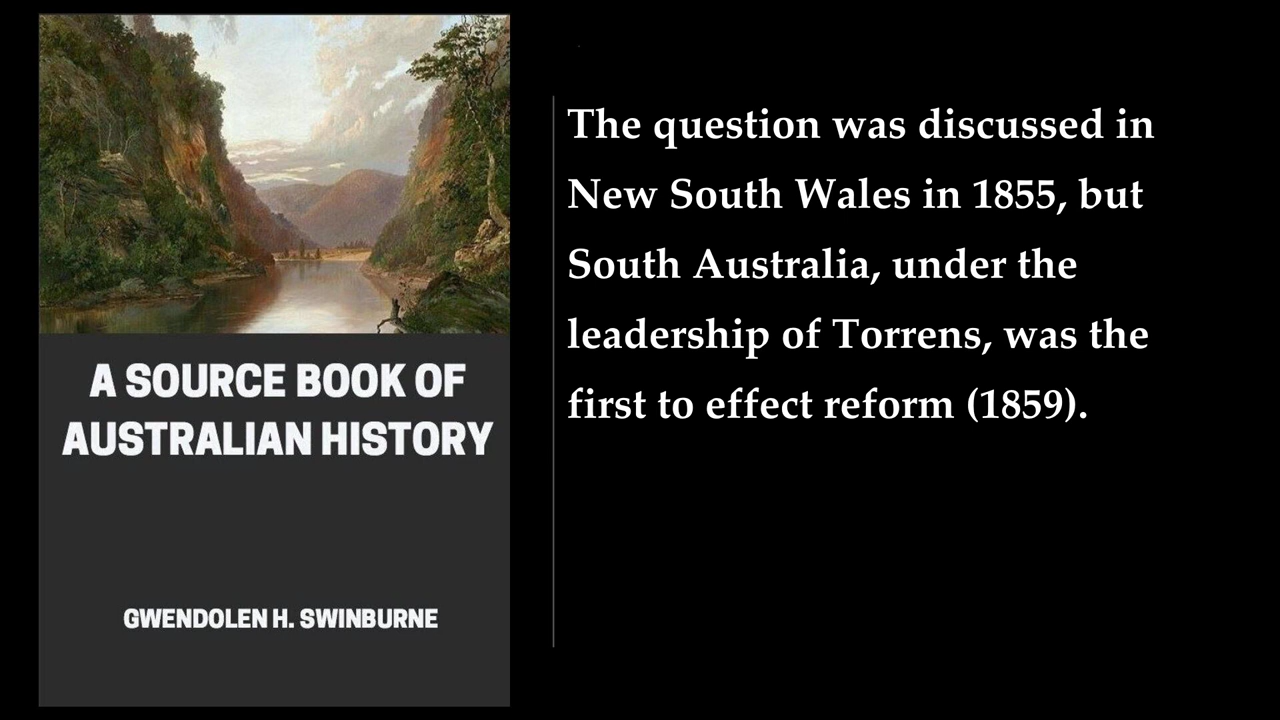 A SOURCE BOOK OF
AUSTRALIAN HISTORY
GWENDOLEN H. SWINBURNE
The question was discussed in
New South Wales in 1855, but
South Australia, under the
leadership of Torrens, was the
first to effect reform (1859).